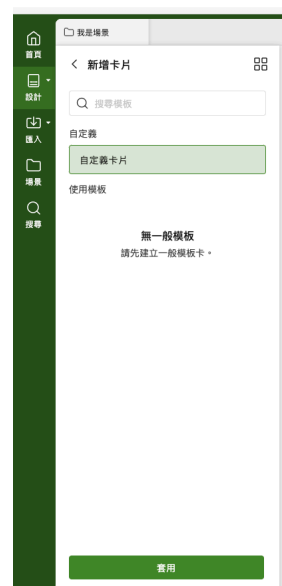 首頁
設計
匯入
場景
搜尋
我是場景
新增卡片
搜尋模板
自定義
自定義卡片
使用模板
無一般模板
請先建立一般模板卡。
套用